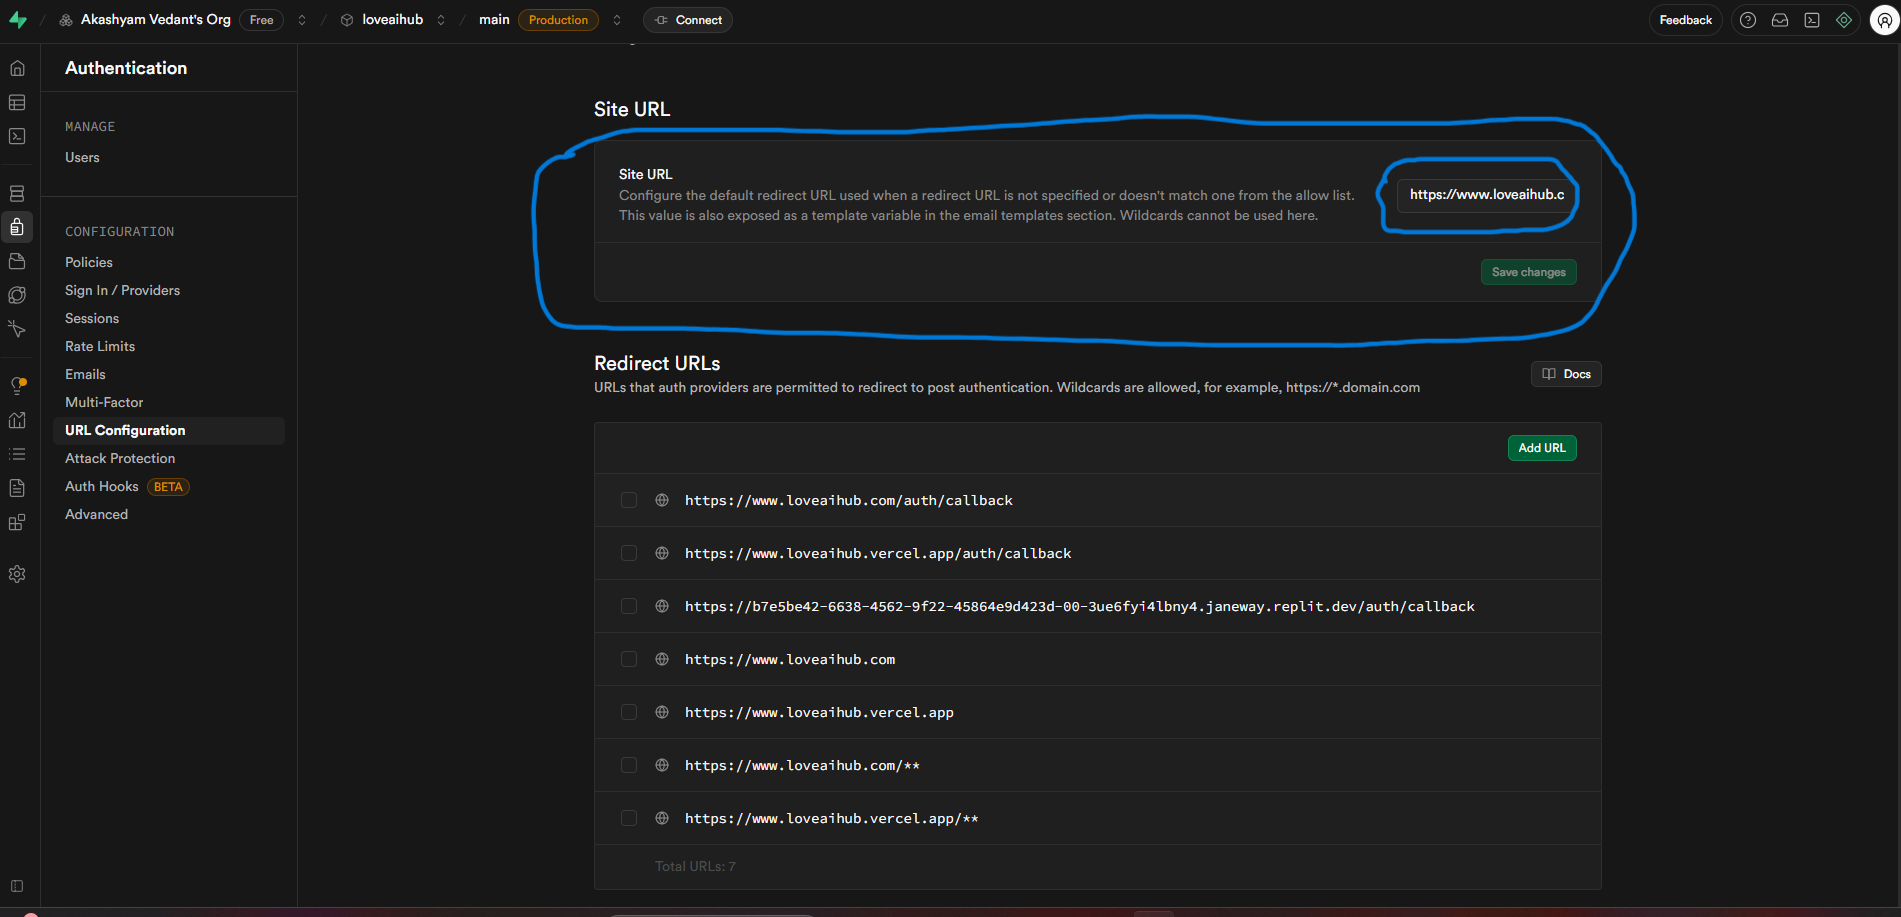 Akashyam Vedant's Org Free / loveaihub / main Production Connect Feedback
Authentication
MANAGE
Users
CONFIGURATION
Policies
Sign In / Providers
Sessions
Rate Limits
Emails
Multi-Factor
URL Configuration
Attack Protection
Auth Hooks BETA
Advanced
Site URL
Site URL
Configure the default redirect URL used when a redirect URL is not specified or doesn't match one from the allow list.
This value is also exposed as a template variable in the email templates section. Wildcards cannot be used here.
https://www.loveaihub.c
Save changes
Redirect URLs
URLs that auth providers are permitted to redirect to post authentication. Wildcards are allowed, for example, https://*.domain.com
Docs
Add URL
https://www.loveaihub.com/auth/callback
https://www.loveaihub.vercel.app/auth/callback
https://b7e5be42-6638-4562-9f22-45864e9d423d-00-3ue6fyi4lbny4.janeway.replit.dev/auth/callback
https://www.loveaihub.com
https://www.loveaihub.vercel.app
https://www.loveaihub.com/**
https://www.loveaihub.vercel.app/**
Total URLs: 7